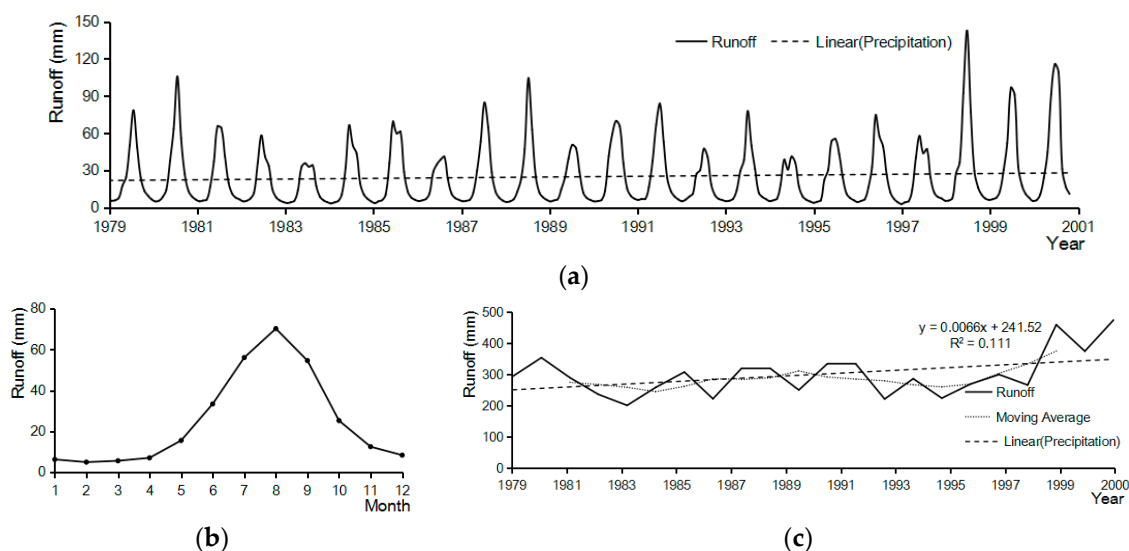 Runoff (mm)
150
120
90
60
30
0
Runoff
Linear(Precipitation)
1979 1981 1983 1985 1987 1989 1991 1993 1995 1997 1999 2001
Year
(a)
Runoff (mm)
80
60
40
20
0
1 2 3 4 5 6 7 8 9 10 11 12
Month
(b)
Runoff (mm)
500
400
300
200
100
0
y = 0.0066x + 241.52
R² = 0.111
Runoff
Moving Average
Linear(Precipitation)
1979 1981 1983 1985 1987 1989 1991 1993 1995 1997 2000
Year
(c)